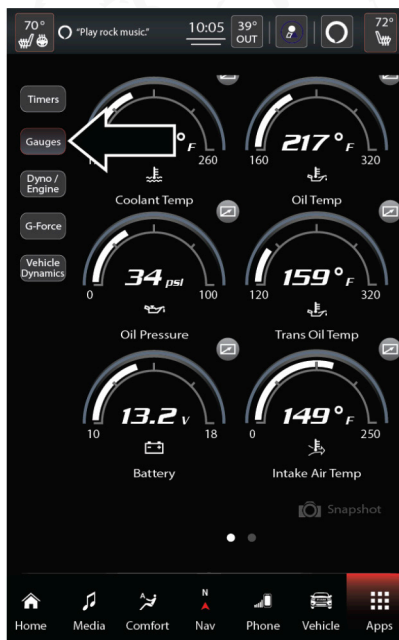 70°
"Play rock music."
10:05
39°
OUT
72°
Timers
Gauges
Dyno /
Engine
G-Force
Vehicle
Dynamics
°F
260
Coolant Temp
217°F
160
320
Oil Temp
34 psi
0
100
Oil Pressure
159°F
120
320
Trans Oil Temp
13.2 V
10
18
Battery
149°F
0
250
Intake Air Temp
Snapshot
Home
Media
A
Comfort
N
Nav
Phone
Vehicle
Apps